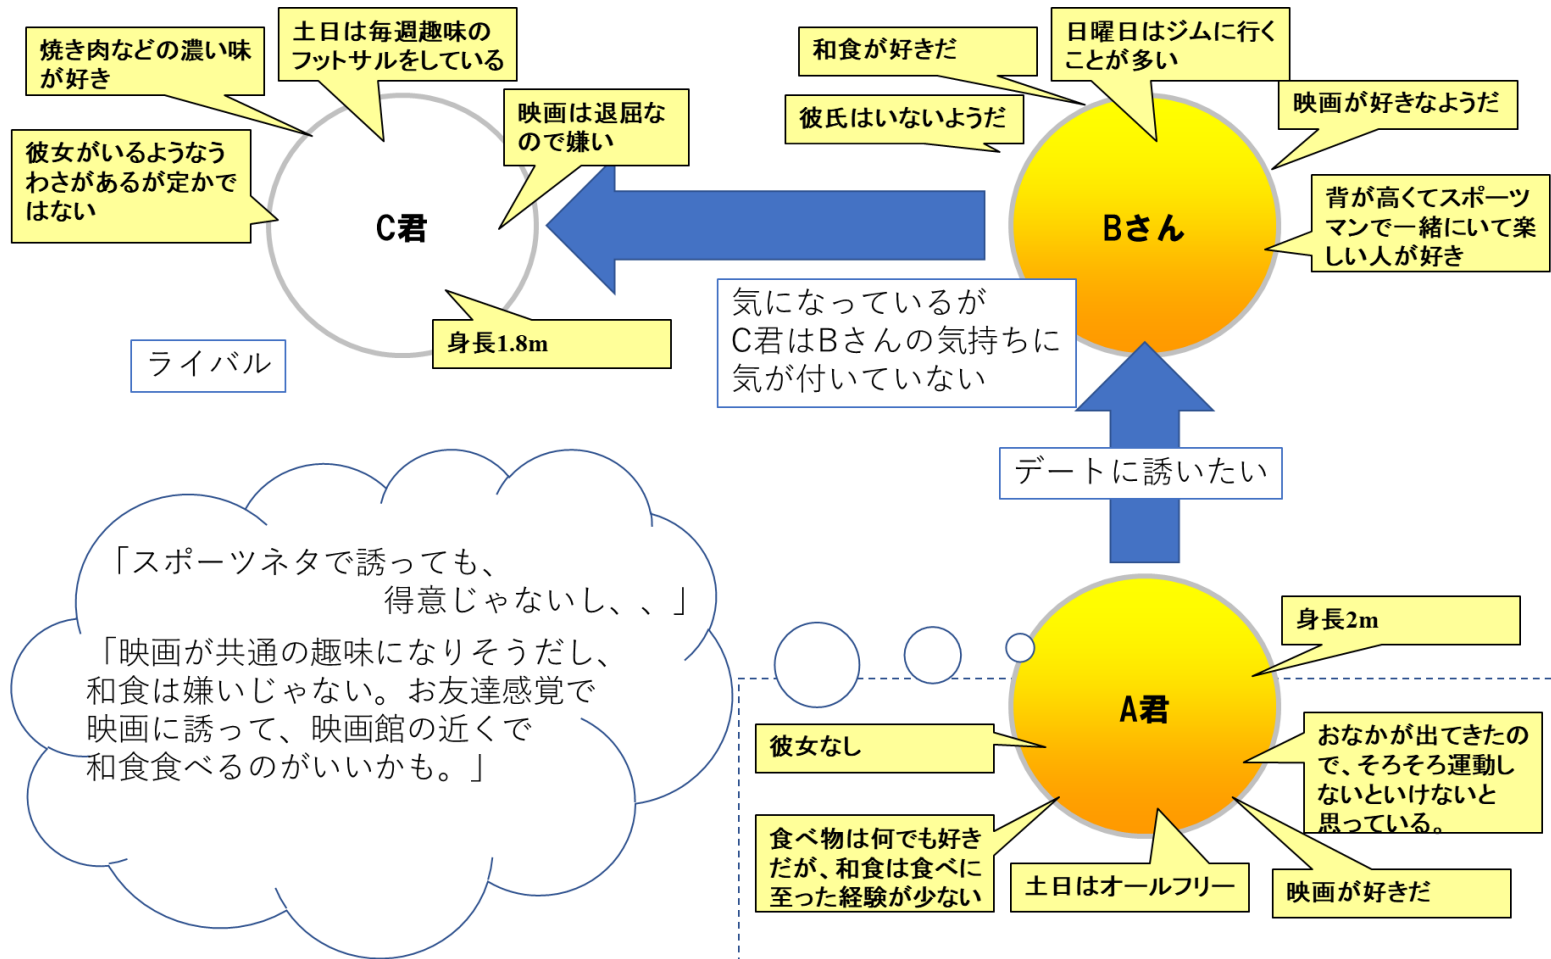 焼き肉などの濃い味
が好き
土日は毎週趣味の
フットサルをしている
映画は退屈な
ので嫌い
彼女がいるようなう
わさがあるが定かで
はない
C君
身長1.8m
ライバル
和食が好きだ
日曜日はジムに行く
ことが多い
彼氏はいないようだ
映画が好きなようだ
背が高くてスポーツ
マンで一緒にいて楽
しい人が好き
Bさん
気になっているが
C君はBさんの気持ちに
気が付いていない
デートに誘いたい
「スポーツネタで誘っても、
得意じゃないし、、」
「映画が共通の趣味になりそうだし、
和食は嫌いじゃない。お友達感覚で
映画に誘って、映画館の近くで
和食食べるのがいいかも。」
身長2m
A君
彼女なし
おなかが出てきたの
で、そろそろ運動し
ないといけないと
思っている。
食べ物は何でも好き
だが、和食は食べに
至った経験が少ない
土日はオールフリー
映画が好きだ